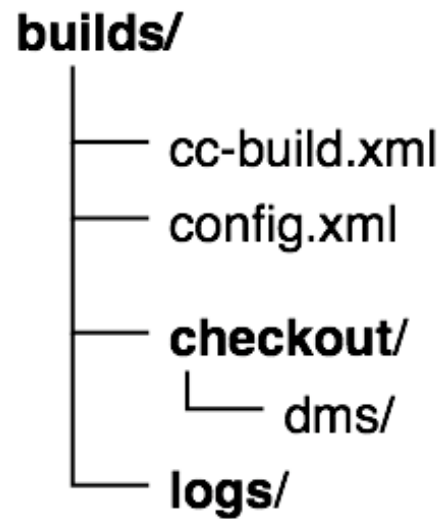 builds/
cc-build.xml
config.xml
checkout/
dms/
logs/